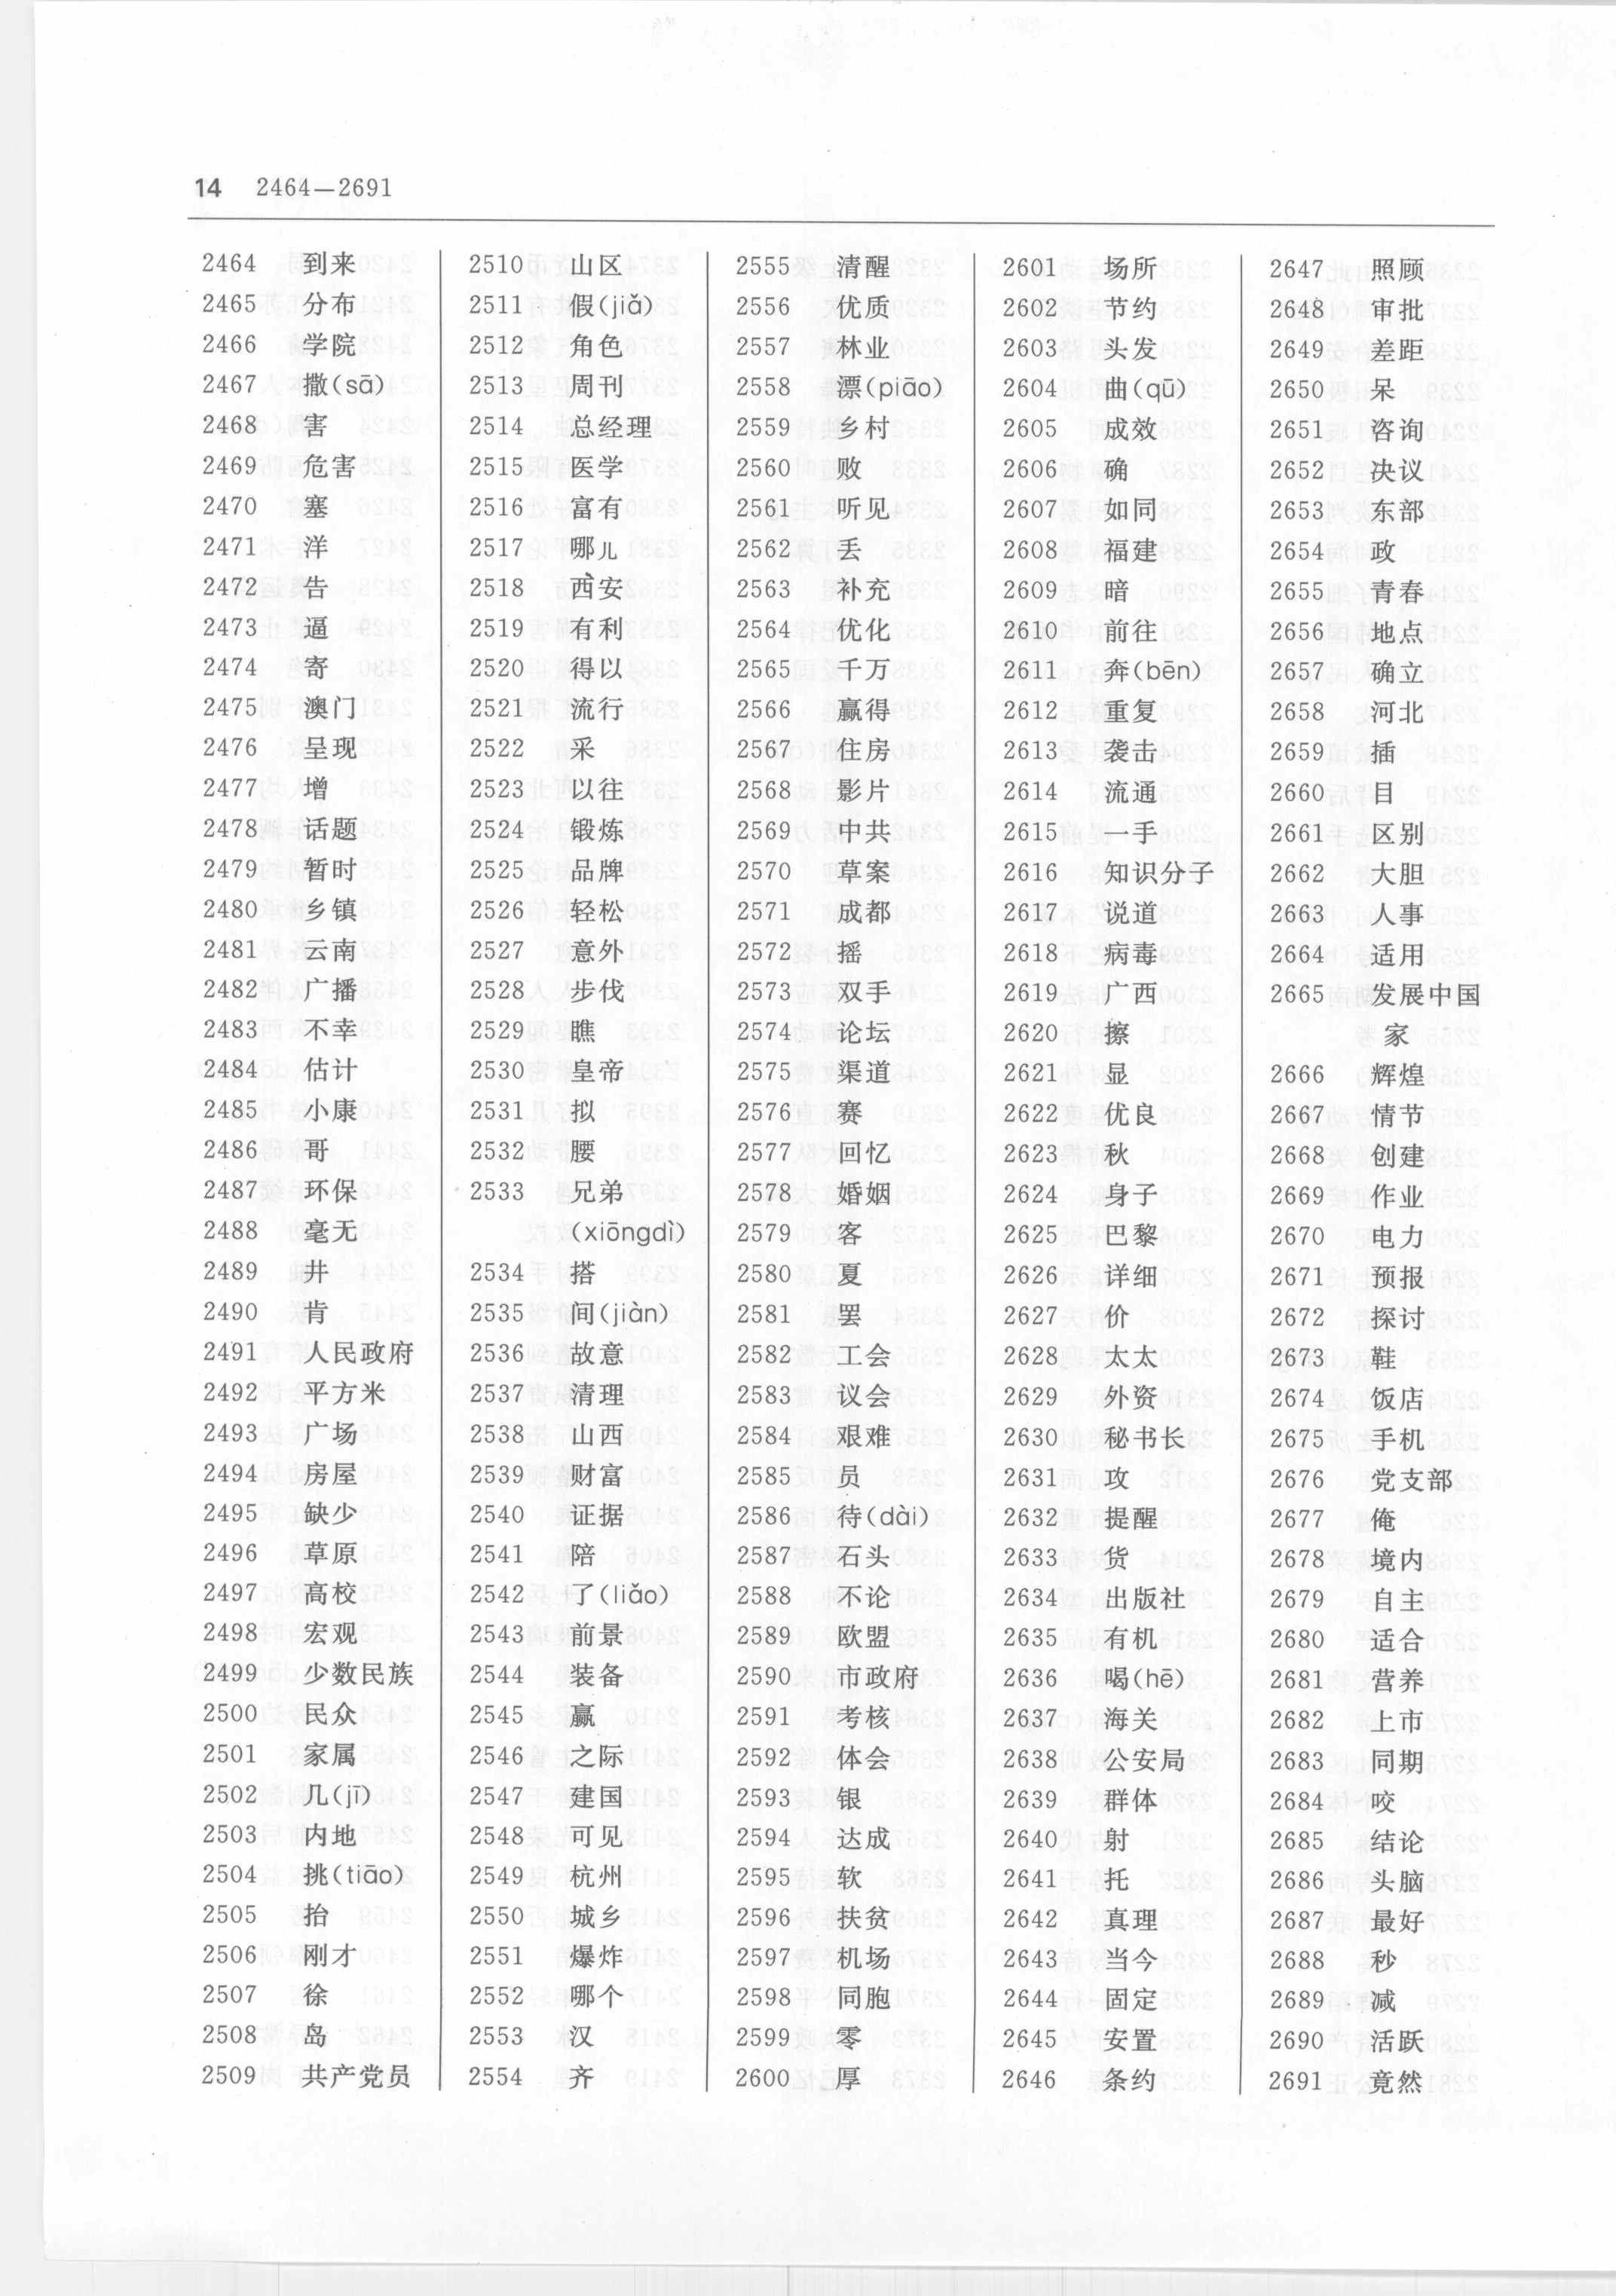 14 2464—2691
2464 到来
2465 分布
2466 学院
2467 撒(sā)
2468 害
2469 危害
2470 塞
2471 洋
2472 告
2473 逼
2474 寄
2475 澳门
2476 呈现
2477 增
2478 话题
2479 暂时
2480 乡镇
2481 云南
2482 广播
2483 不幸
2484 估计
2485 小康
2486 哥
2487 环保
2488 毫无
2489 井
2490 肯
2491 人民政府
2492 平方米
2493 广场
2494 房屋
2495 缺少
2496 草原
2497 高校
2498 宏观
2499 少数民族
2500 民众
2501 家属
2502 几(jī)
2503 内地
2504 挑(tiāo)
2505 抬
2506 刚才
2507 徐
2508 岛
2509 共产党员
2510 山区
2511 假(jiǎ)
2512 角色
2513 周刊
2514 总经理
2515 医学
2516 富有
2517 哪儿
2518 西安
2519 有利
2520 得以
2521 流行
2522 采
2523 以往
2524 锻炼
2525 品牌
2526 轻松
2527 意外
2528 步伐
2529 瞧
2530 皇帝
2531 拟
2532 腰
2533 兄弟
(xiōngdì)
2534 搭
2535 间(jiàn)
2536 故意
2537 清理
2538 山西
2539 财富
2540 证据
2541 陪
2542 了(liǎo)
2543 前景
2544 装备
2545 赢
2546 之际
2547 建国
2548 可见
2549 杭州
2550 城乡
2551 爆炸
2552 哪个
2553 汉
2554 齐
2555 清醒
2556 优质
2557 林业
2558 漂(piāo)
2559 乡村
2560 败
2561 听见
2562 丢
2563 补充
2564 优化
2565 千万
2566 赢得
2567 住房
2568 影片
2569 中共
2570 草案
2571 成都
2572 摇
2573 双手
2574 论坛
2575 渠道
2576 赛
2577 回忆
2578 婚姻
2579 客
2580 夏
2581 罢
2582 工会
2583 议会
2584 艰难
2585 员
2586 待(dài)
2587 石头
2588 不论
2589 欧盟
2590 市政府
2591 考核
2592 体会
2593 银
2594 达成
2595 软
2596 扶贫
2597 机场
2598 同胞
2599 零
2600 厚
2601 场所
2602 节约
2603 头发
2604 曲(qū)
2605 成效
2606 确
2607 如同
2608 福建
2609 暗
2610 前往
2611 奔(bēn)
2612 重复
2613 袭击
2614 流通
2615 一手
2616 知识分子
2617 说道
2618 病毒
2619 广西
2620 擦
2621 显
2622 优良
2623 秋
2624 身子
2625 巴黎
2626 详细
2627 价
2628 太太
2629 外资
2630 秘书长
2631 攻
2632 提醒
2633 货
2634 出版社
2635 有机
2636 喝(hē)
2637 海关
2638 公安局
2639 群体
2640 射
2641 托
2642 真理
2643 当今
2644 固定
2645 安置
2646 条约
2647 照顾
2648 审批
2649 差距
2650 呆
2651 咨询
2652 决议
2653 东部
2654 政
2655 青春
2656 地点
2657 确立
2658 河北
2659 插
2660 目
2661 区别
2662 大胆
2663 人事
2664 适用
2665 发展中国
家
2666 辉煌
2667 情节
2668 创建
2669 作业
2670 电力
2671 预报
2672 探讨
2673 鞋
2674 饭店
2675 手机
2676 党支部
2677 俺
2678 境内
2679 自主
2680 适合
2681 营养
2682 上市
2683 同期
2684 咬
2685 结论
2686 头脑
2687 最好
2688 秒
2689 减
2690 活跃
2691 竟然